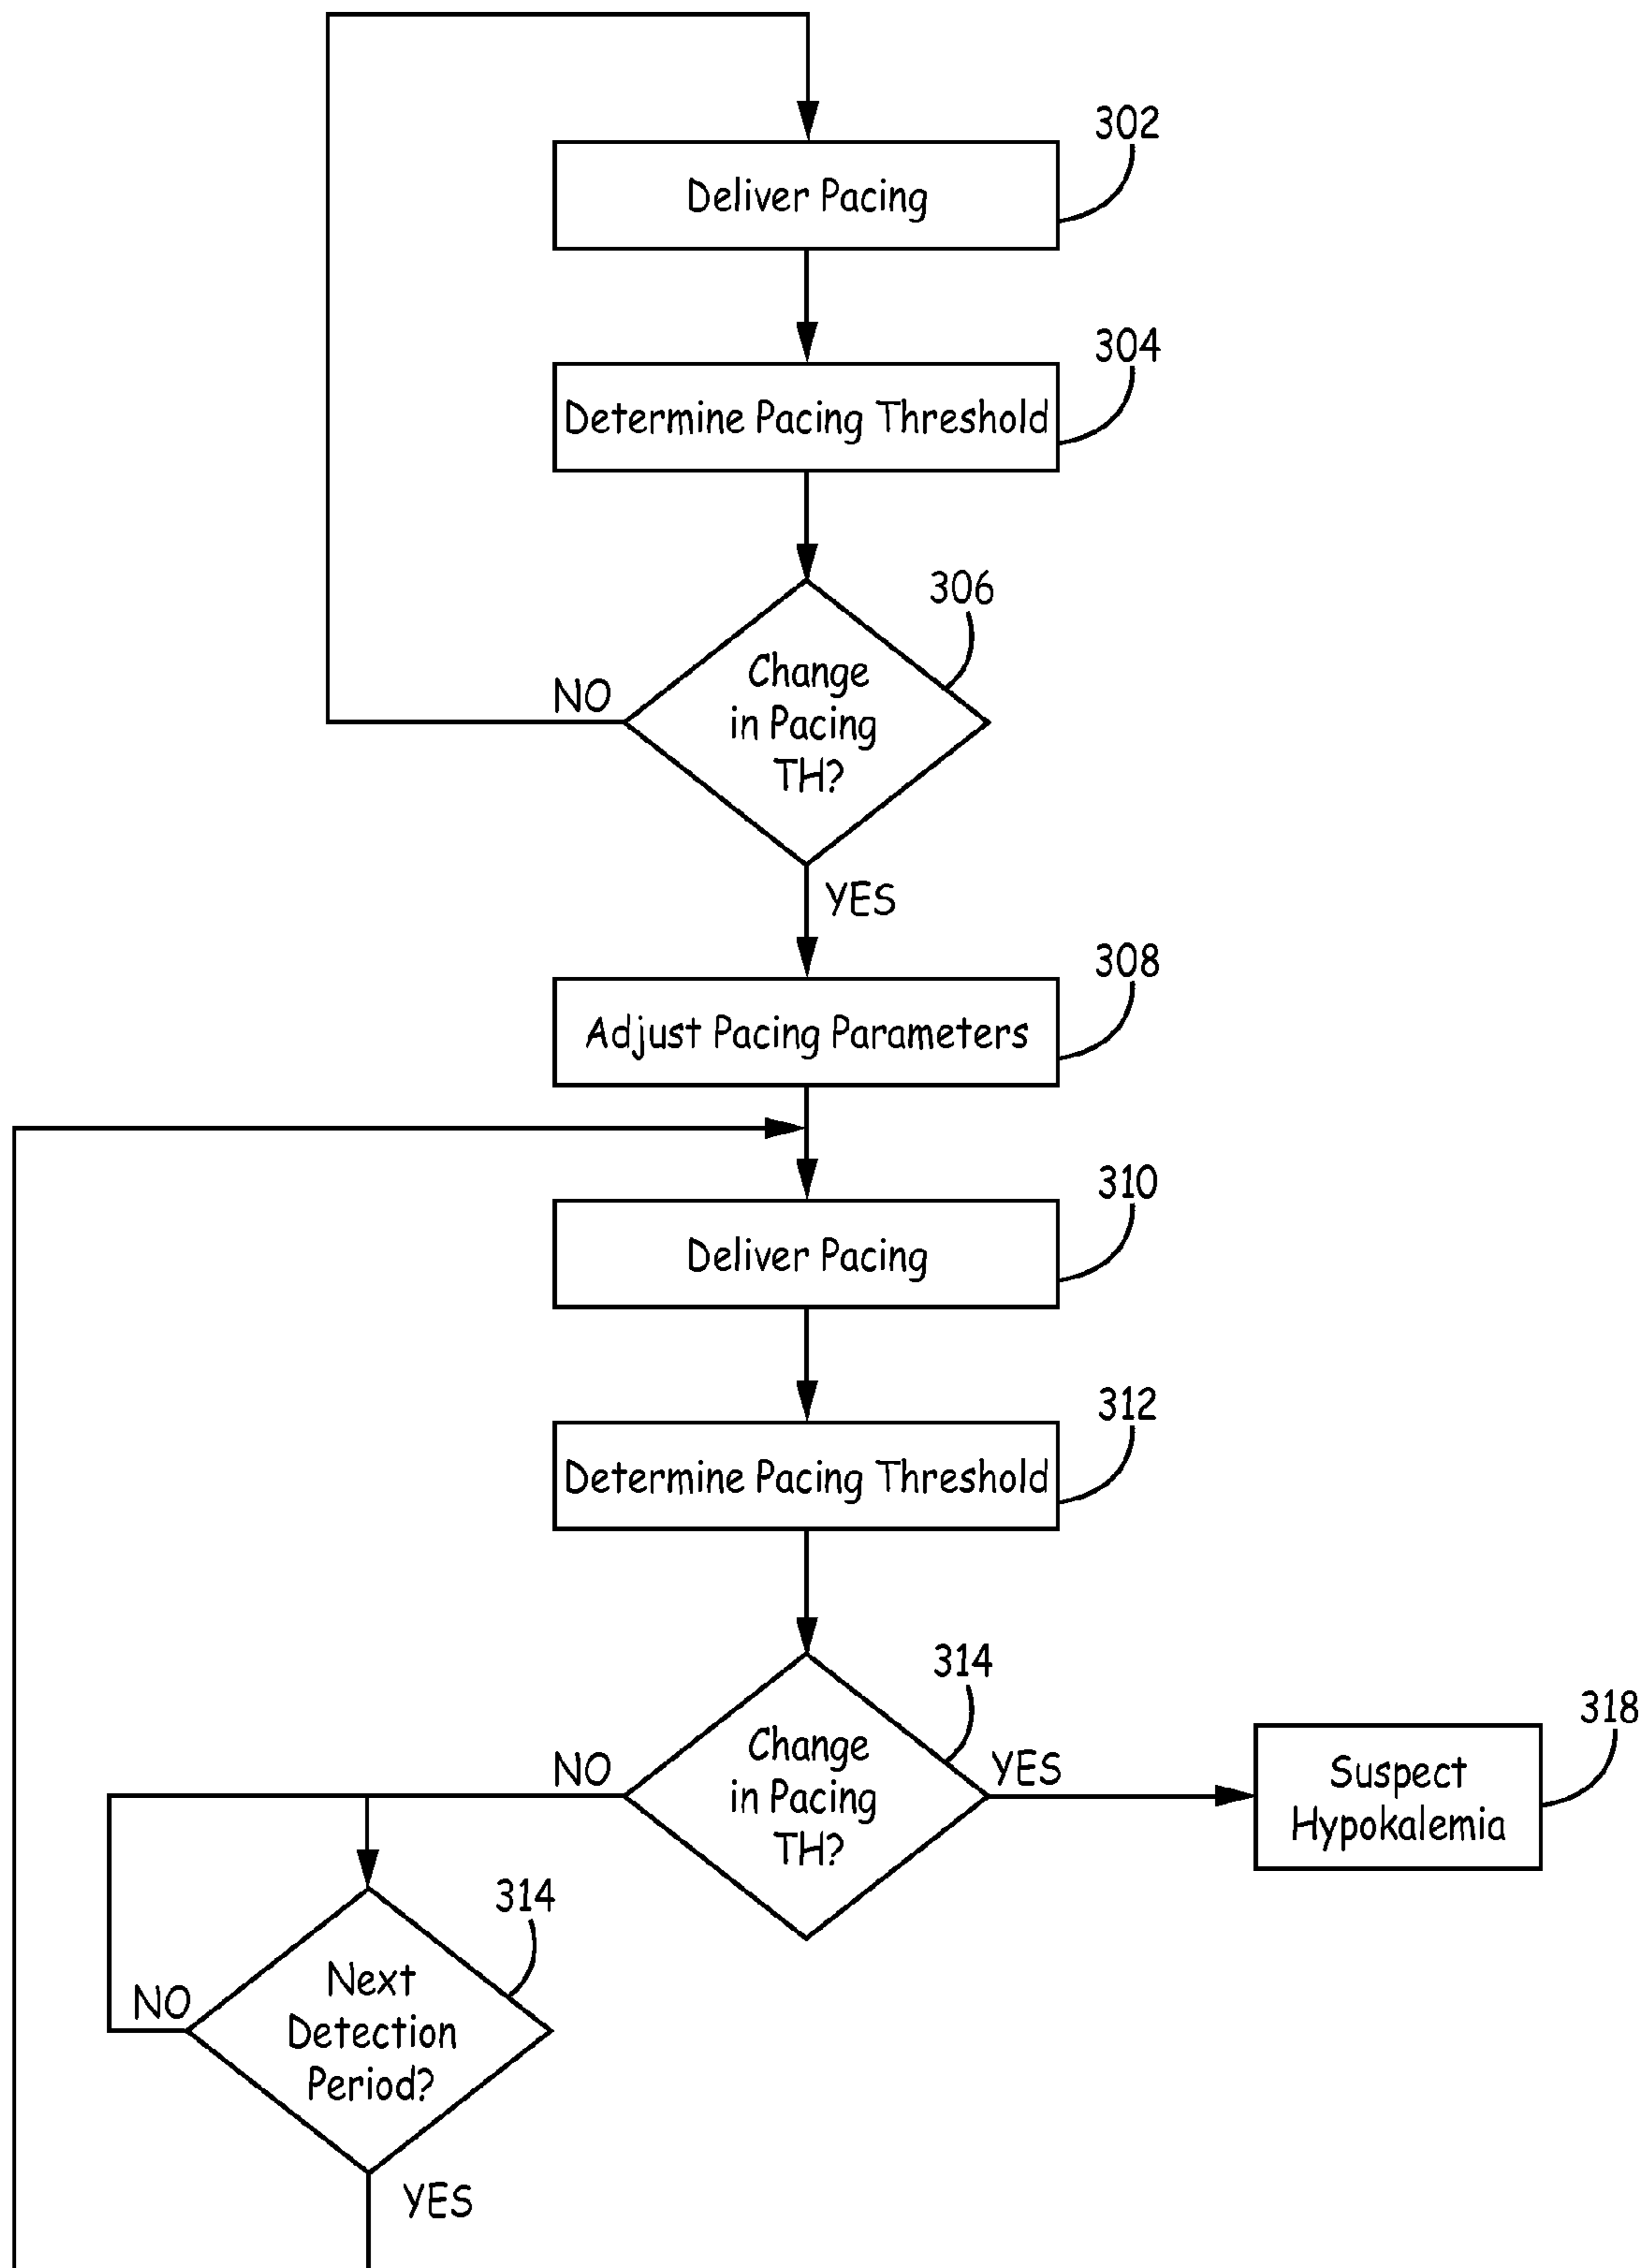 302
Deliver Pacing
304
Determine Pacing Threshold
306
Change
in Pacing
TH?
NO
YES
308
Adjust Pacing Parameters
310
Deliver Pacing
312
Determine Pacing Threshold
314
Change
in Pacing
TH?
NO
YES
318
Suspect
Hypokalemia
314
Next
Detection
Period?
NO
YES